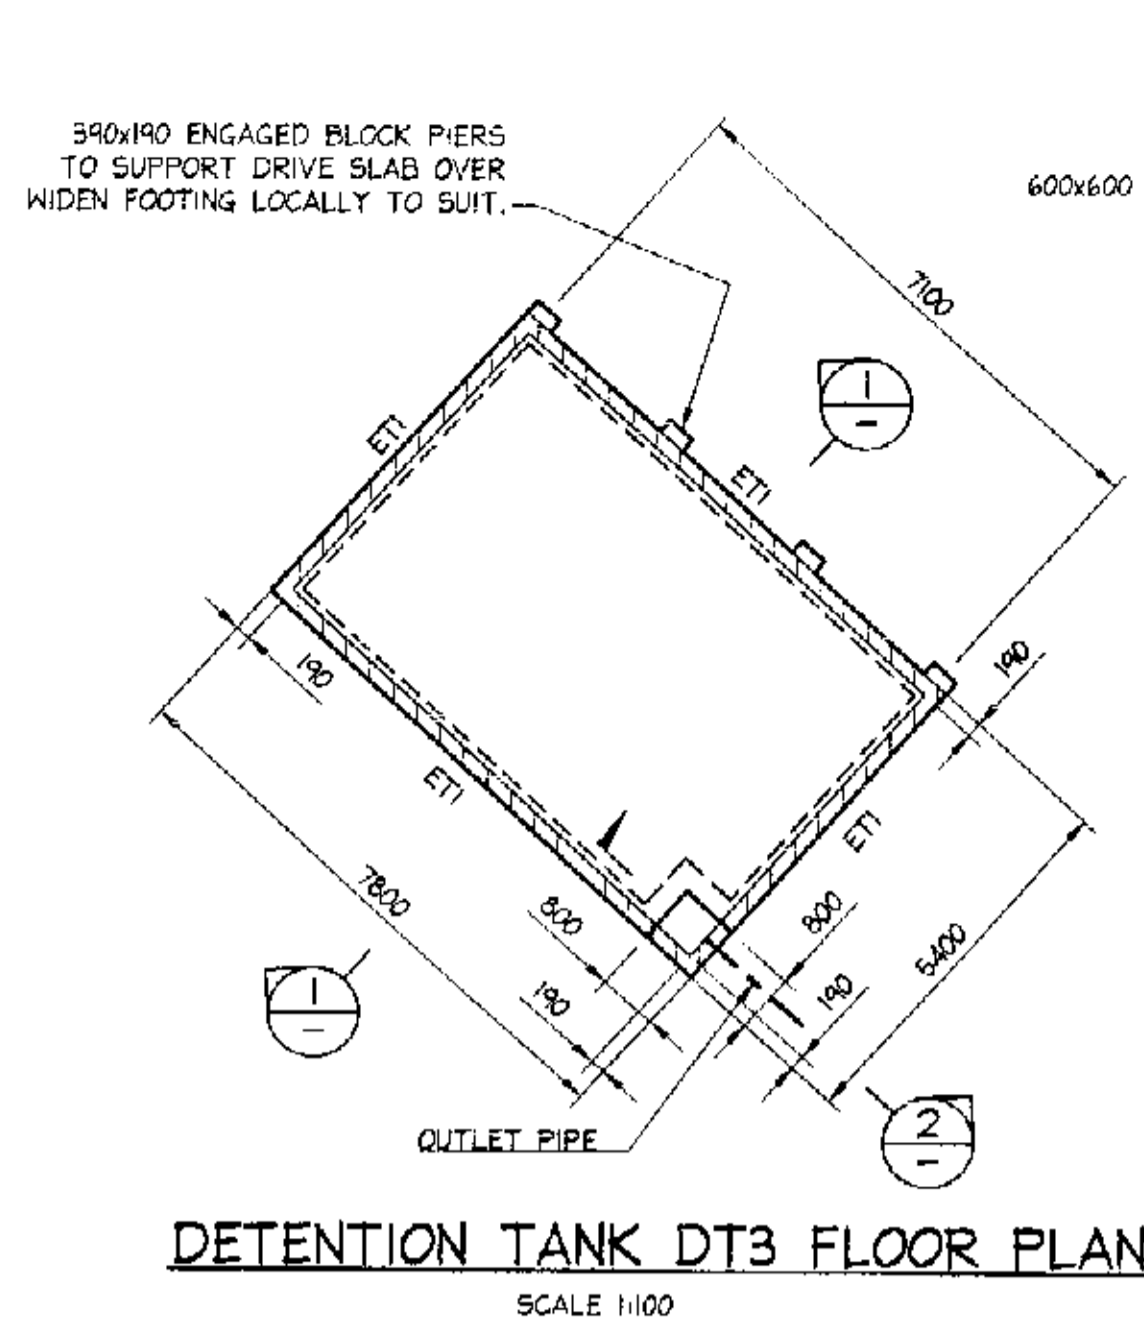 390x190 ENGAGED BLOCK PIERS
TO SUPPORT DRIVE SLAB OVER
WIDEN FOOTING LOCALLY TO SUIT.
600x600
7100
1
-
ET1
ET1
190
190
ET1
ET1
7800
800
800
5400
190
190
1
-
2
-
OUTLET PIPE
DETENTION TANK DT3 FLOOR PLAN
SCALE 1:100